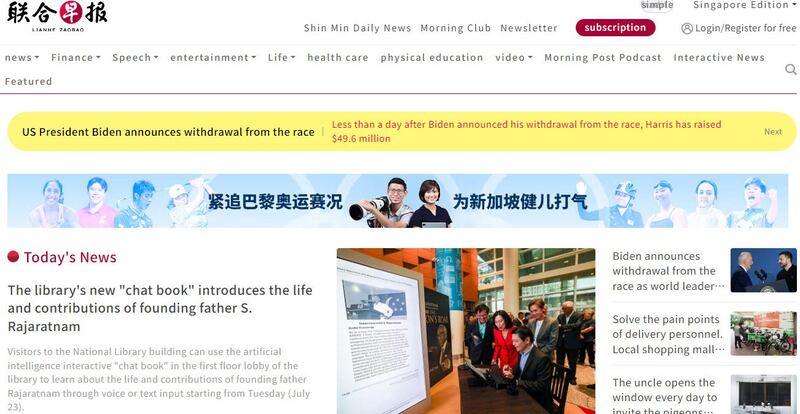 联合早报
LIANHE ZAOBAO
simple
Singapore Edition
Shin Min Daily News Morning Club Newsletter subscription Login/Register for free
news Finance Speech entertainment Life health care physical education video Morning Post Podcast Interactive News
Featured
US President Biden announces withdrawal from the race
Less than a day after Biden announced his withdrawal from the race, Harris has raised
$49.6 million
Next
紧追巴黎奥运赛况 为新加坡健儿打气
Today's News
The library's new "chat book" introduces the life
and contributions of founding father S.
Rajaratnam
Visitors to the National Library building can use the artificial
intelligence interactive "chat book" in the first floor lobby of the
library to learn about the life and contributions of founding father
Rajaratnam through voice or text input starting from Tuesday (July
23).
Biden announces
withdrawal from the
race as world leader…
Solve the pain points
of delivery personnel.
Local shopping mall…
The uncle opens the
window every day to
invite the pigeons…